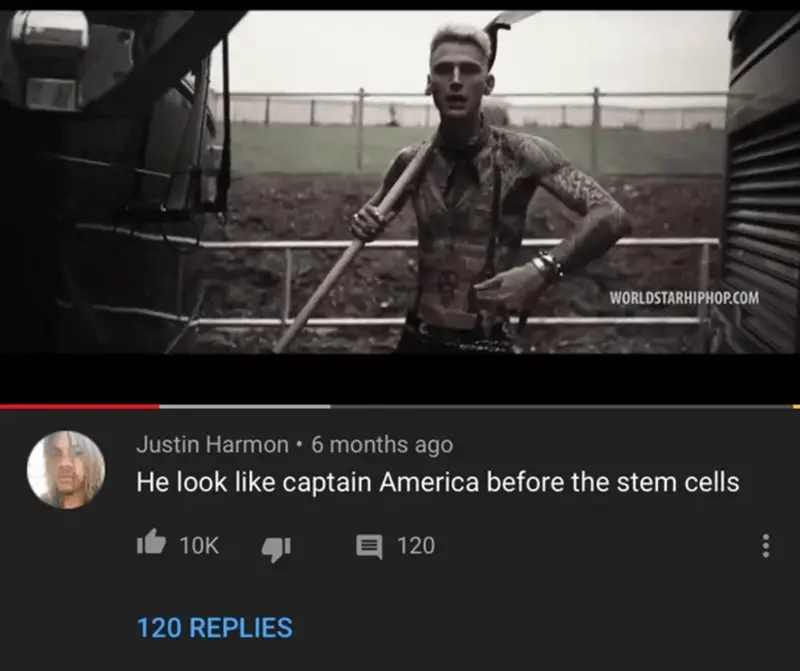 WORLDSTARHIPHOP.COM
Justin Harmon • 6 months ago
He look like captain America before the stem cells
10K
120
120 REPLIES